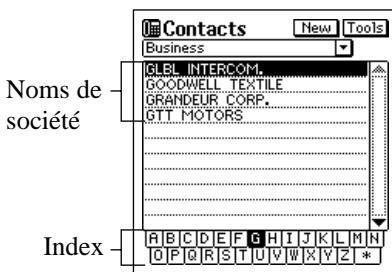 Contacts New Tools
Business
GLBL INTERCOM.
GOODWELL TEXTILE
GRANDEUR CORP.
GTT MOTORS
Noms de
société
Index
A B C D E F G H I J K L M N
O P Q R S T U V W X Y Z *